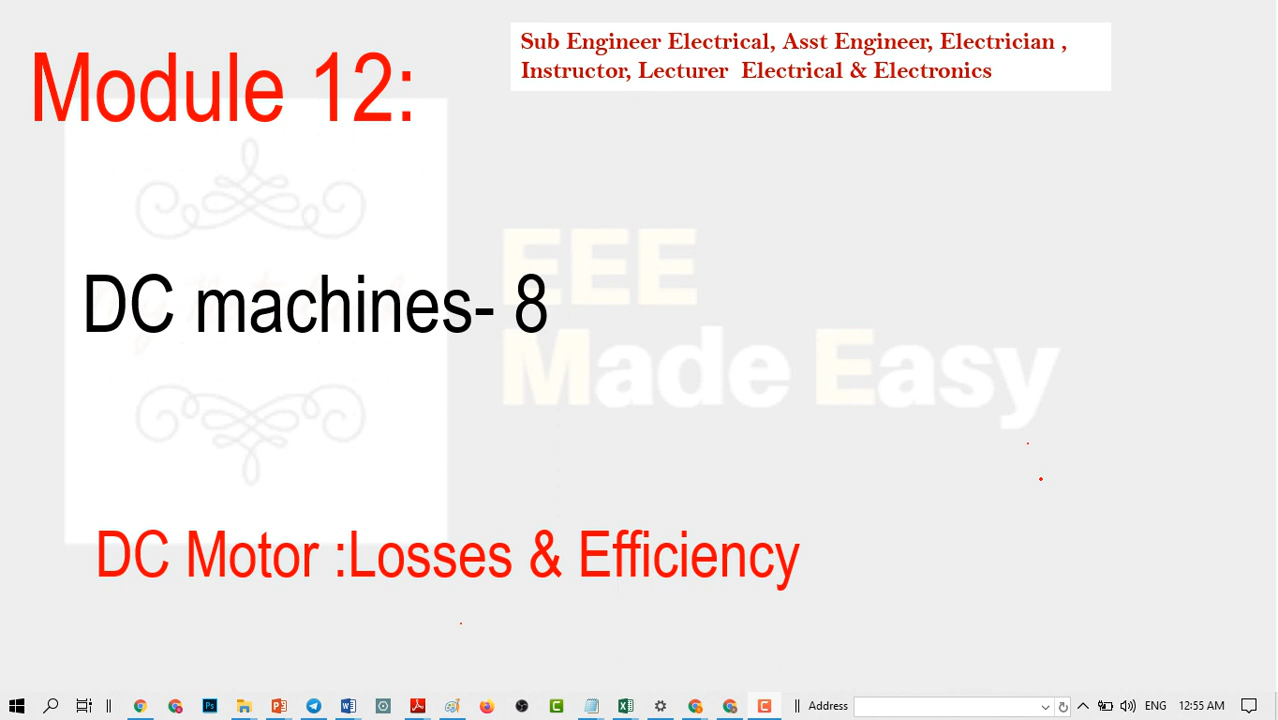 Sub Engineer Electrical, Asst Engineer, Electrician ,
Instructor, Lecturer Electrical & Electronics
Module 12:
EEE
Made Easy
DC machines- 8
DC Motor :Losses & Efficiency
Address
ENG
12:55 AM